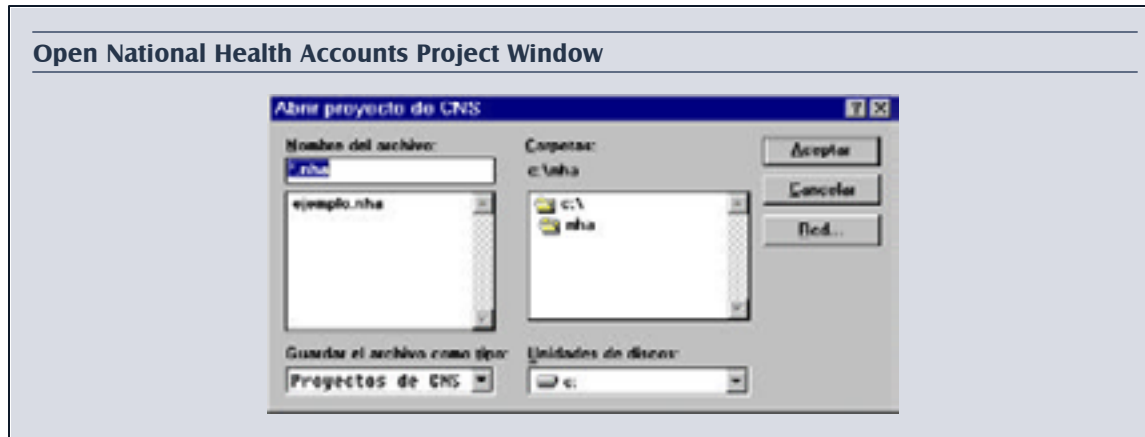 Open National Health Accounts Project Window
Abrir proyecto de CNS
Nombre del archivo:
*.nha
ejemplo.nha
Guardar el archivo como tipo:
Proyectos de CNS
Carpetas:
c:\nha
c:\
nha
Unidades de discos:
c:
Aceptar
Cancelar
Red...